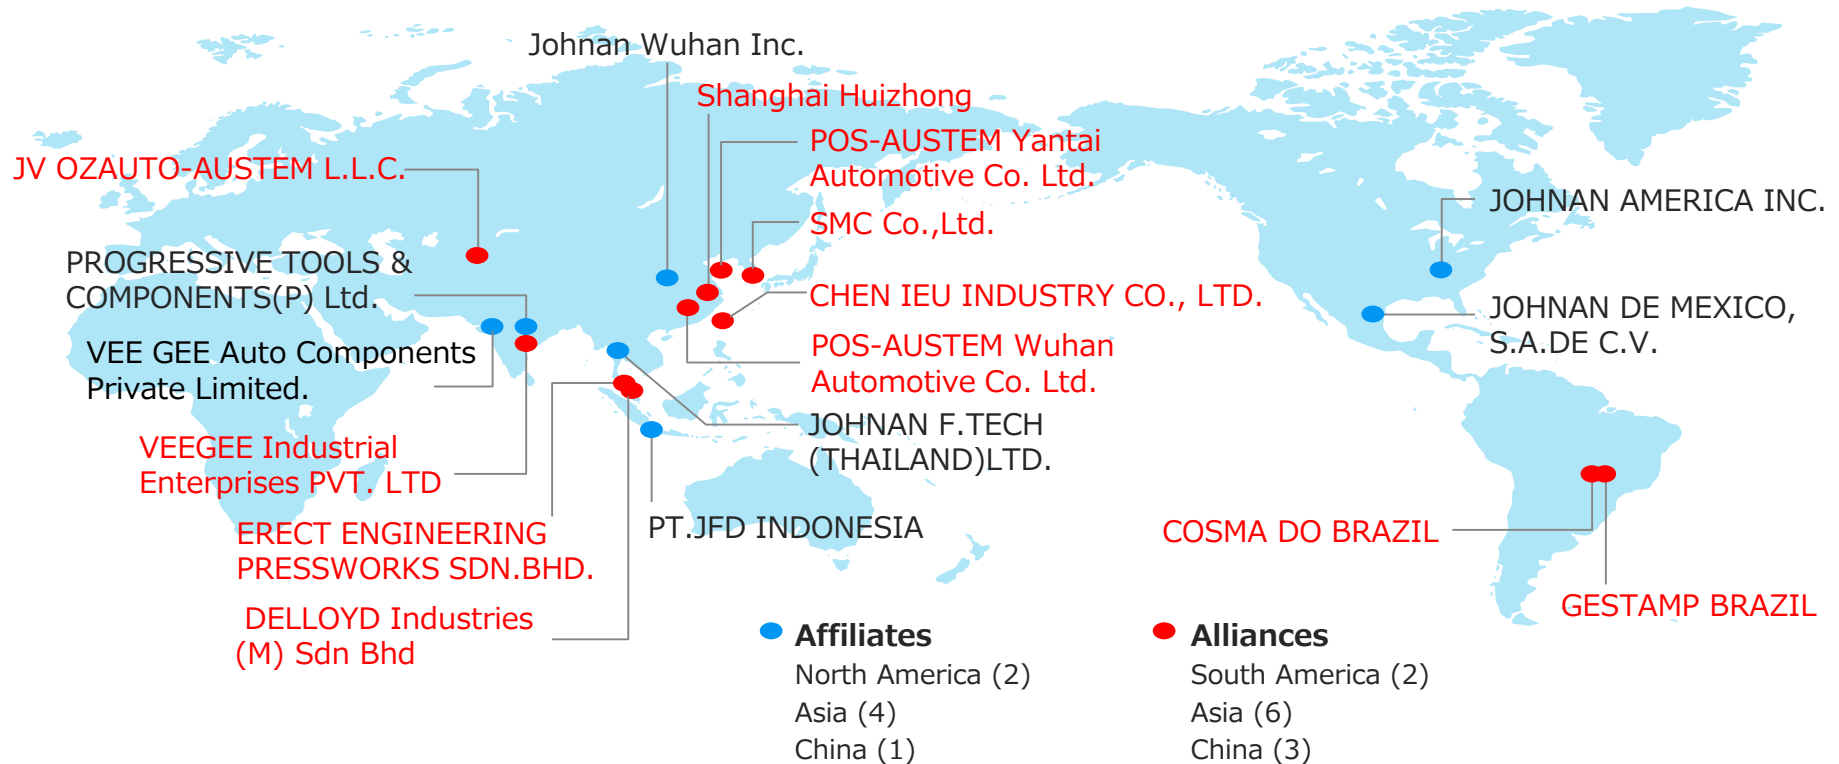 Johnan Wuhan Inc.
Shanghai Huizhong
POS-AUSTEM Yantai
Automotive Co. Ltd.
SMC Co.,Ltd.
CHEN IEU INDUSTRY CO., LTD.
POS-AUSTEM Wuhan
Automotive Co. Ltd.
JOHNAN F.TECH
(THAILAND)LTD.
JV OZAUTO-AUSTEM L.L.C.
PROGRESSIVE TOOLS &
COMPONENTS(P) Ltd.
VEE GEE Auto Components
Private Limited.
VEEGEE Industrial
Enterprises PVT. LTD
ERECT ENGINEERING
PRESSWORKS SDN.BHD.
DELLOYD Industries
(M) Sdn Bhd
PT.JFD INDONESIA
JOHNAN AMERICA INC.
JOHNAN DE MEXICO,
S.A.DE C.V.
COSMA DO BRAZIL
GESTAMP BRAZIL
Affiliates
North America (2)
Asia (4)
China (1)
Alliances
South America (2)
Asia (6)
China (3)